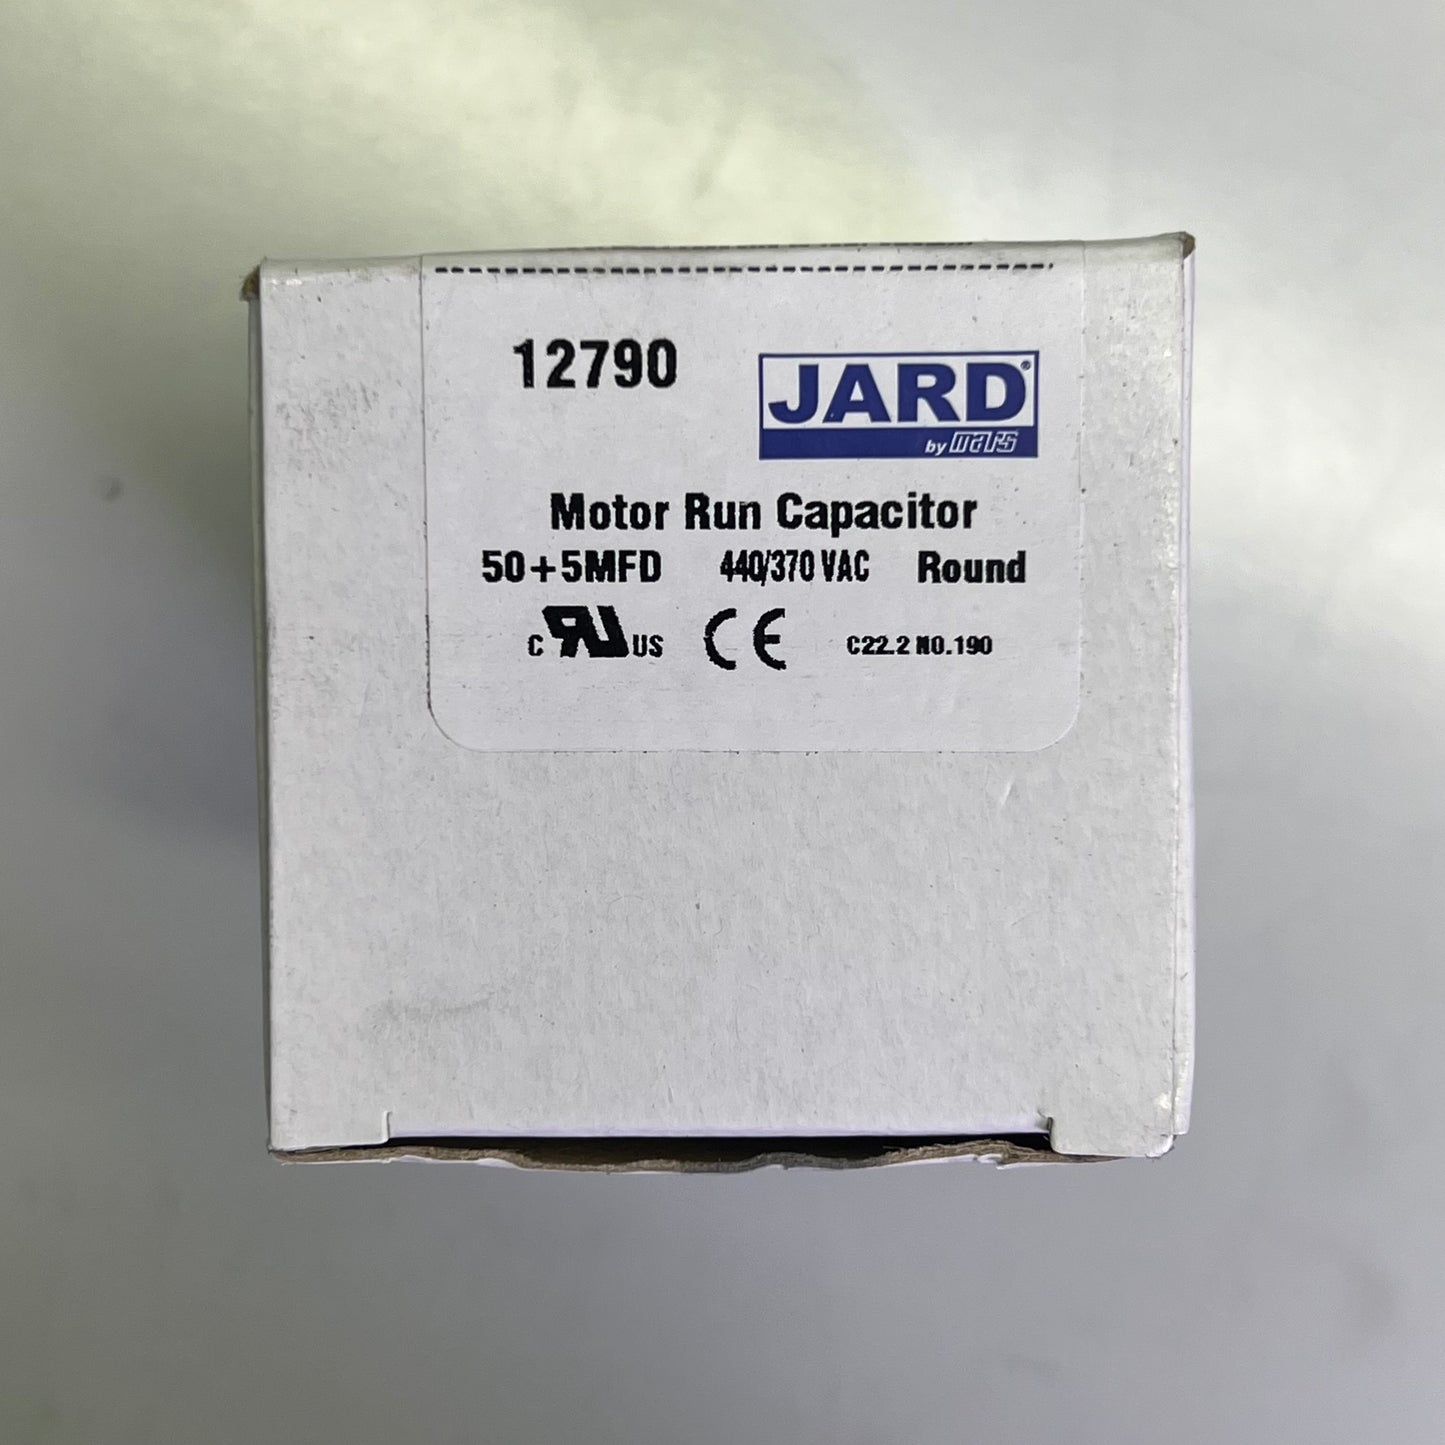 12790
JARD®
by mars
Motor Run Capacitor
50+5MFD 440/370 VAC Round
C RU US CE C22.2 NO.190